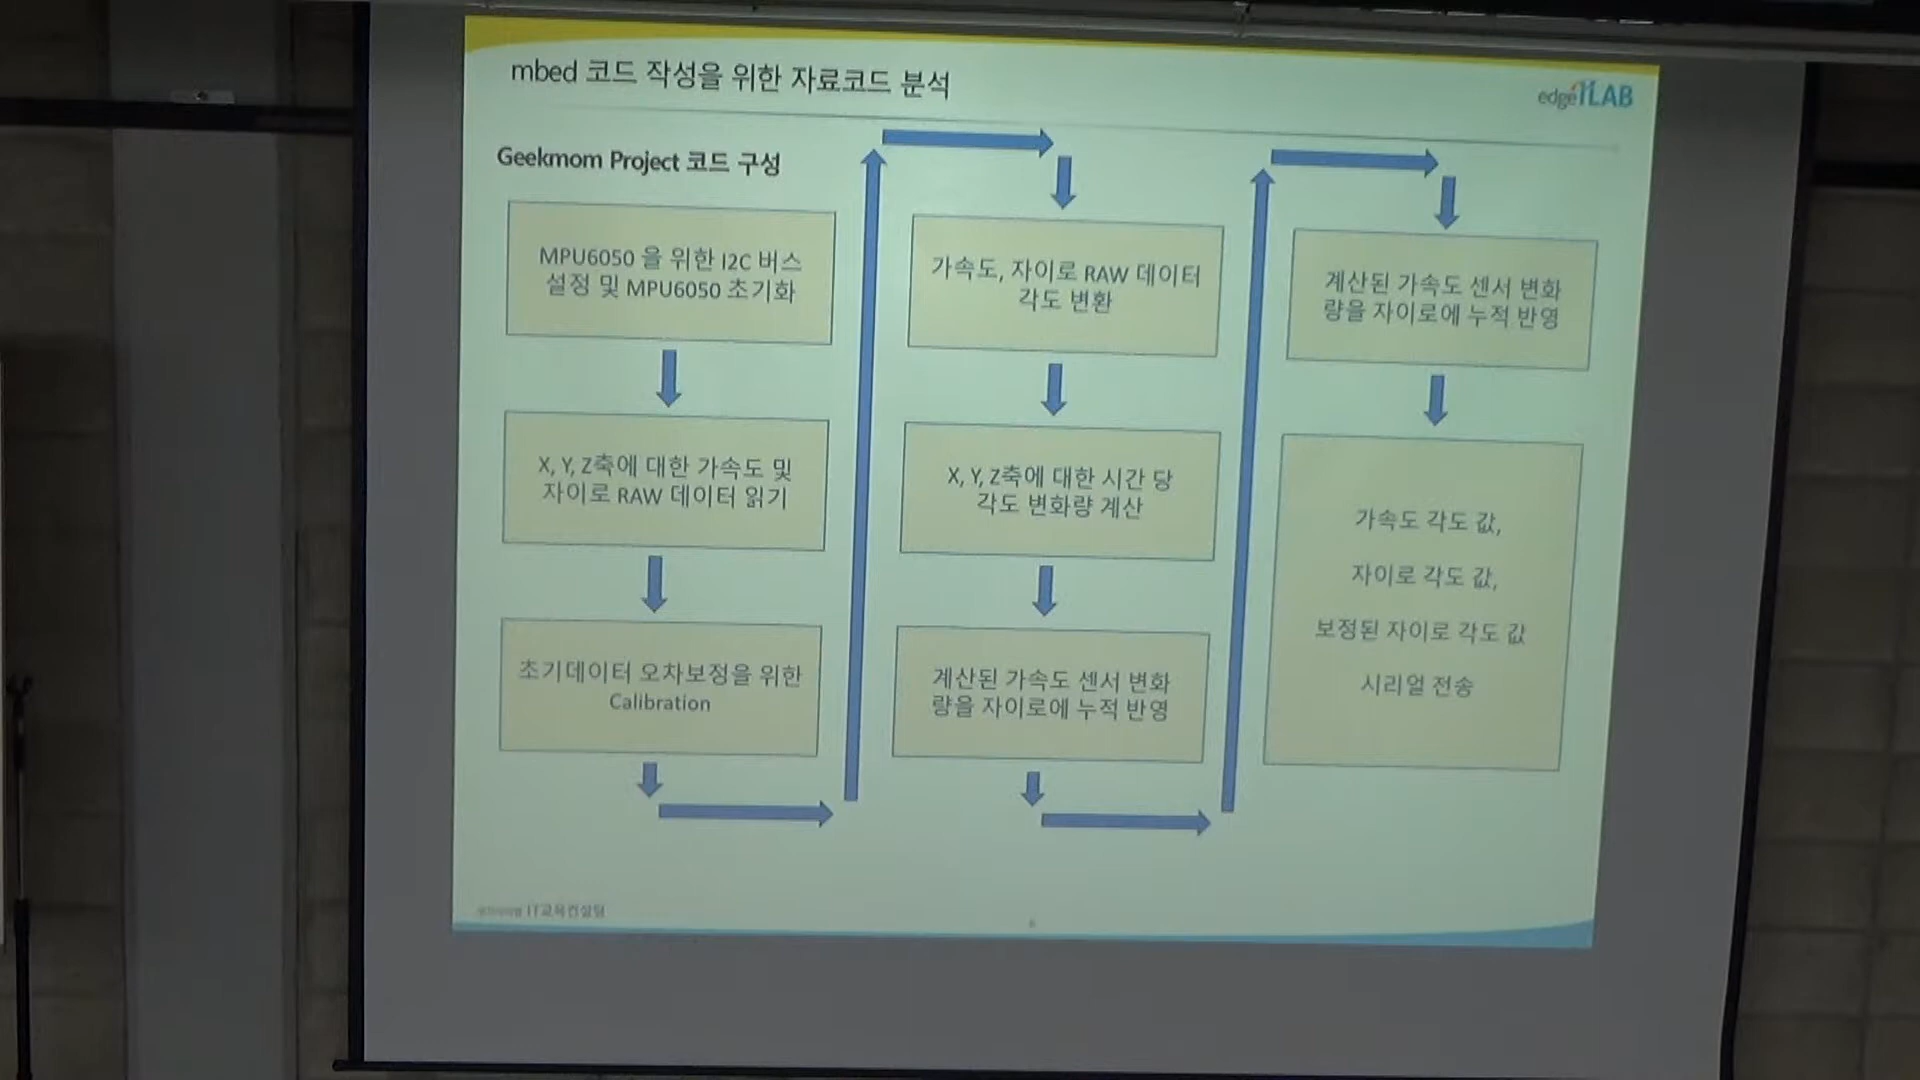 mbed 코드 작성을 위한 자료코드 분석
edge iLAB
Geekmom Project 코드 구성
MPU6050 을 위한 I2C 버스
설정 및 MPU6050 초기화
X, Y, Z축에 대한 가속도 및
자이로 RAW 데이터 읽기
초기데이터 오차보정을 위한
Calibration
가속도, 자이로 RAW 데이터
각도 변환
X, Y, Z축에 대한 시간 당
각도 변화량 계산
계산된 가속도 센서 변화
량을 자이로에 누적 반영
계산된 가속도 센서 변화
량을 자이로에 누적 반영
가속도 각도 값,
자이로 각도 값,
보정된 자이로 각도 값
시리얼 전송
IT교육컨설팅